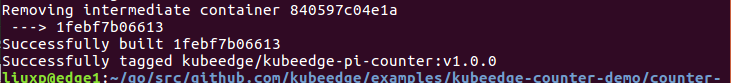 Removing intermediate container 840597c04e1a
 ---> 1febf7b06613
Successfully built 1febf7b06613
Successfully tagged kubeedge/kubeedge-pi-counter:v1.0.0
liuxp@edge1:~/go/src/github.com/kubeedge/examples/kubeedge-counter-demo/counter-